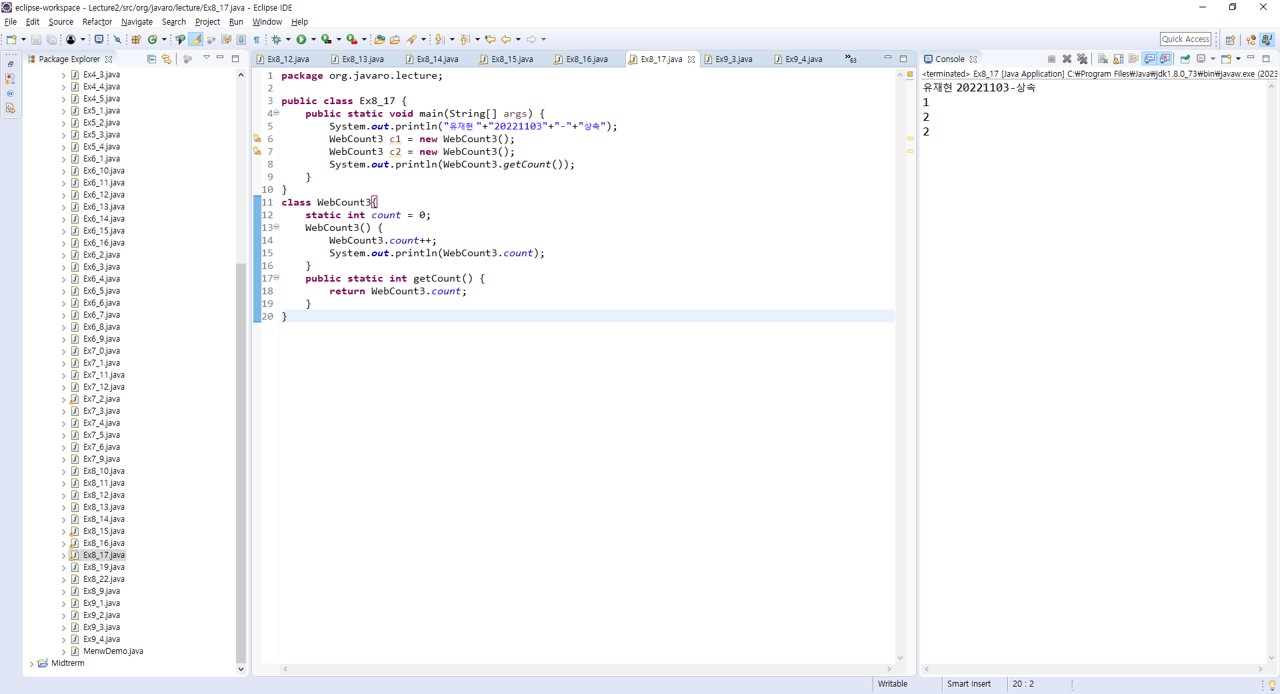 eclipse-workspace - Lecture2/src/org/javaro/lecture/Ex8_17.java - Eclipse IDE
File Edit Source Refactor Navigate Search Project Run Window Help
Quick Access
Package Explorer
Ex4_3.java
Ex4_4.java
Ex4_5.java
Ex5_1.java
Ex5_2.java
Ex5_3.java
Ex5_4.java
Ex6_1.java
Ex6_10.java
Ex6_11.java
Ex6_12.java
Ex6_13.java
Ex6_14.java
Ex6_15.java
Ex6_16.java
Ex6_2.java
Ex6_3.java
Ex6_4.java
Ex6_5.java
Ex6_6.java
Ex6_7.java
Ex6_8.java
Ex6_9.java
Ex7_0.java
Ex7_1.java
Ex7_11.java
Ex7_12.java
Ex7_2.java
Ex7_3.java
Ex7_4.java
Ex7_5.java
Ex7_6.java
Ex7_9.java
Ex8_10.java
Ex8_11.java
Ex8_12.java
Ex8_13.java
Ex8_14.java
Ex8_15.java
Ex8_16.java
Ex8_17.java
Ex8_19.java
Ex8_22.java
Ex8_9.java
Ex9_1.java
Ex9_2.java
Ex9_3.java
Ex9_4.java
MenwDemo.java
Midtrerm
Ex8_12.java Ex8_13.java Ex8_14.java Ex8_15.java Ex8_16.java Ex8_17.java Ex9_3.java Ex9_4.java »63
1 package org.javaro.lecture;
2
3 public class Ex8_17 {
4 public static void main(String[] args) {
5 System.out.println("유재현 "+"20221103"+"-"+"상속");
6 WebCount3 c1 = new WebCount3();
7 WebCount3 c2 = new WebCount3();
8 System.out.println(WebCount3.getCount());
9 }
10 }
11 class WebCount3{
12 static int count = 0;
13 WebCount3() {
14 WebCount3.count++;
15 System.out.println(WebCount3.count);
16 }
17 public static int getCount() {
18 return WebCount3.count;
19 }
20 }
Console
<terminated> Ex8_17 [Java Application] C:₩Program Files₩Java₩jdk1.8.0_73₩bin₩javaw.exe (2023
유재현 20221103-상속
1
2
2
Writable Smart Insert 20 : 2